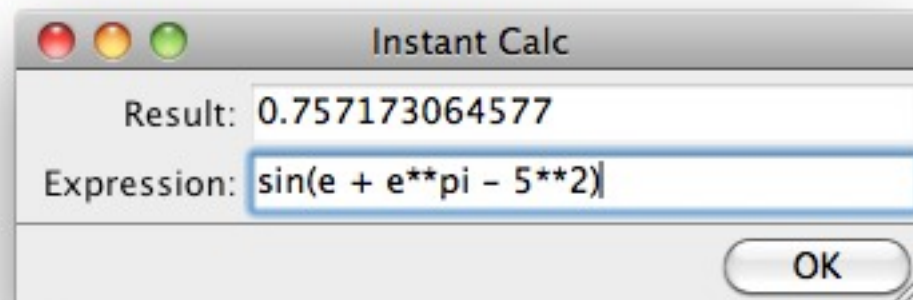 Instant Calc
Result: 0.757173064577
Expression: sin(e + e**pi - 5**2)
OK